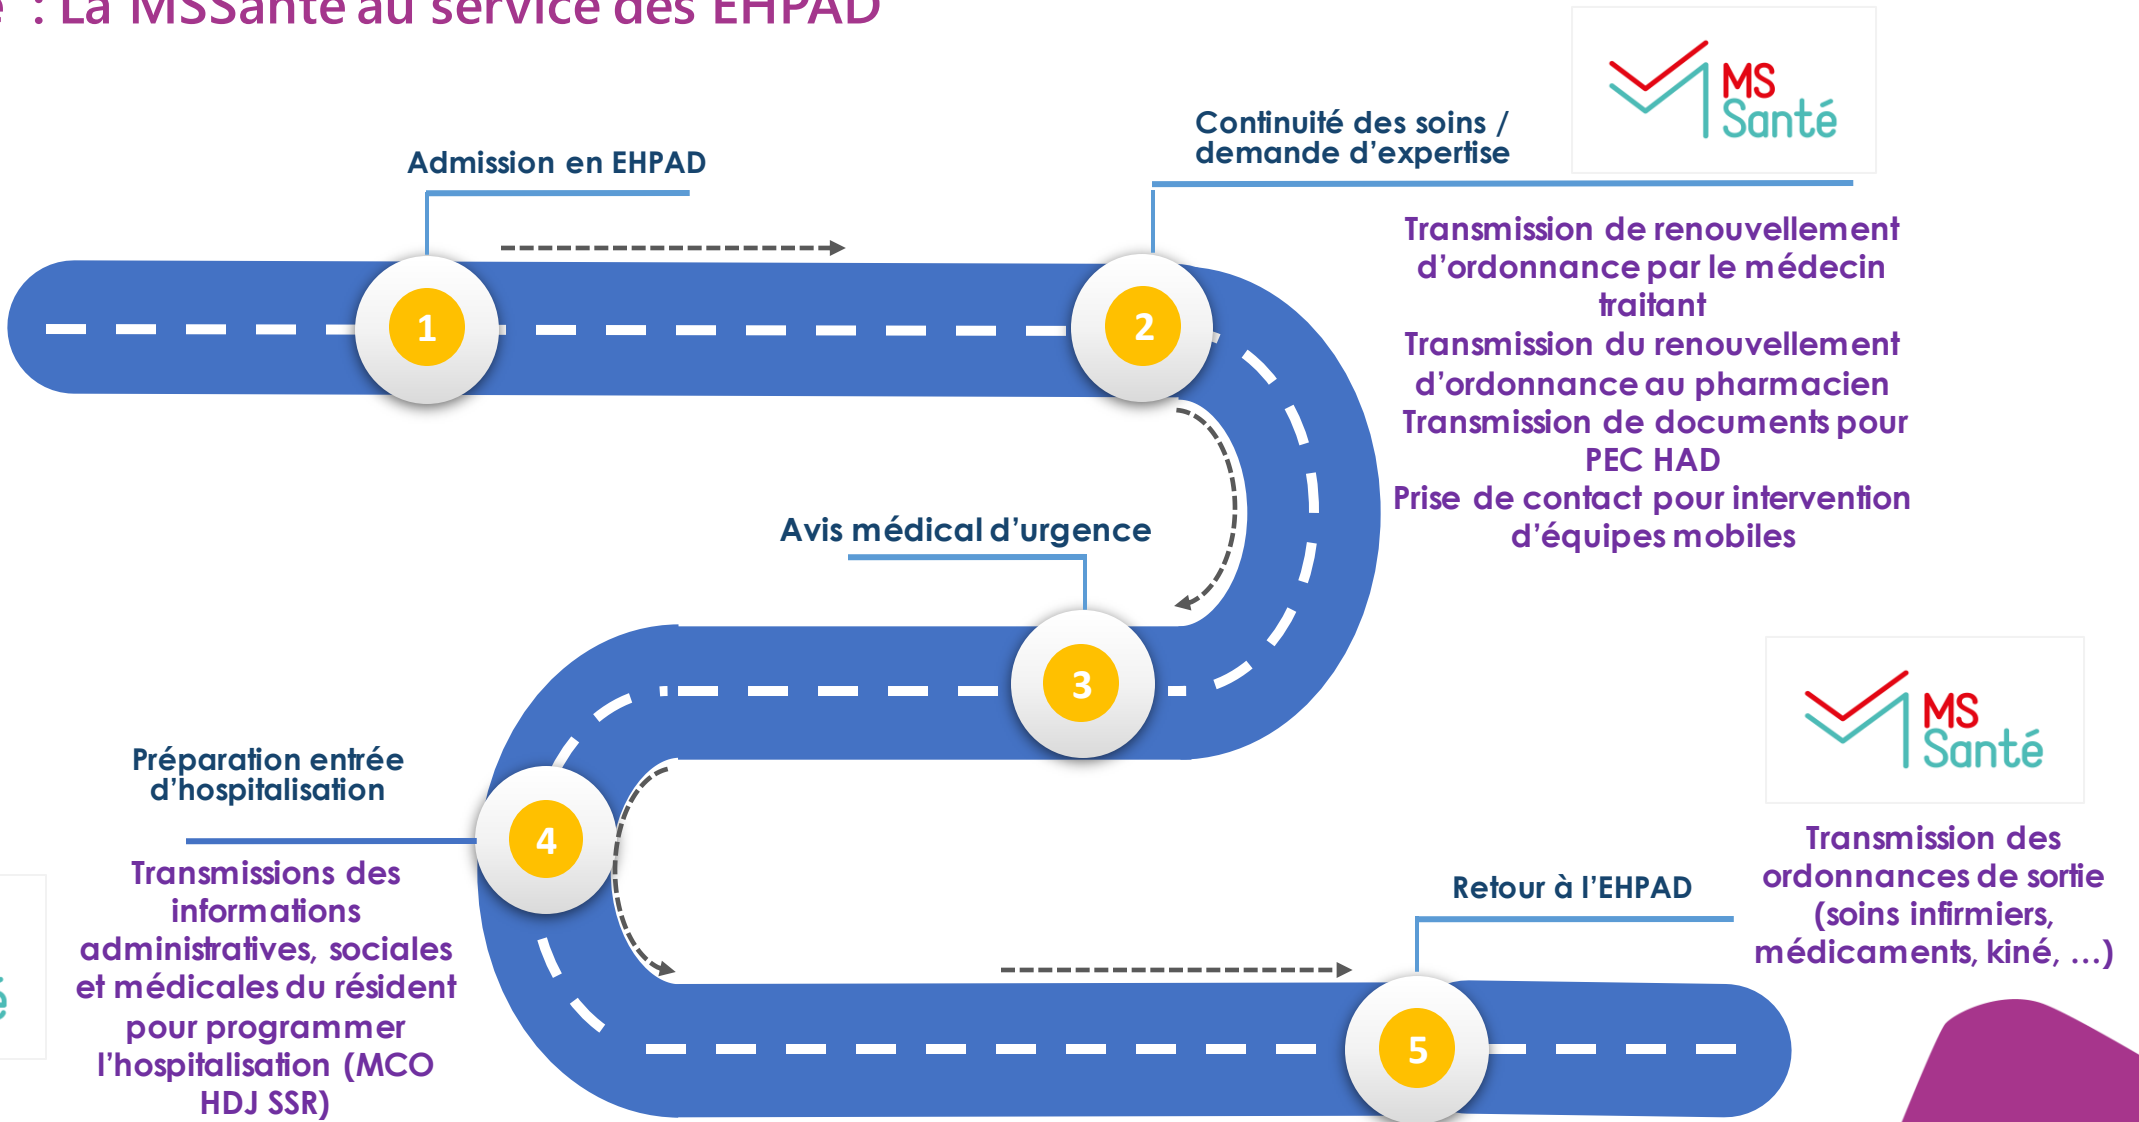 : La MSSanté au service des EHPAD
MS
Santé
Admission en EHPAD
Continuité des soins /
demande d’expertise
1
2
Transmission de renouvellement
d’ordonnance par le médecin
traitant
Transmission du renouvellement
d’ordonnance au pharmacien
Transmission de documents pour
PEC HAD
Prise de contact pour intervention
d’équipes mobiles
Avis médical d’urgence
3
Préparation entrée
d’hospitalisation
4
Transmissions des
informations
administratives, sociales
et médicales du résident
pour programmer
l’hospitalisation (MCO
HDJ SSR)
MS
Santé
Retour à l’EHPAD
5
Transmission des
ordonnances de sortie
(soins infirmiers,
médicaments, kiné, …)